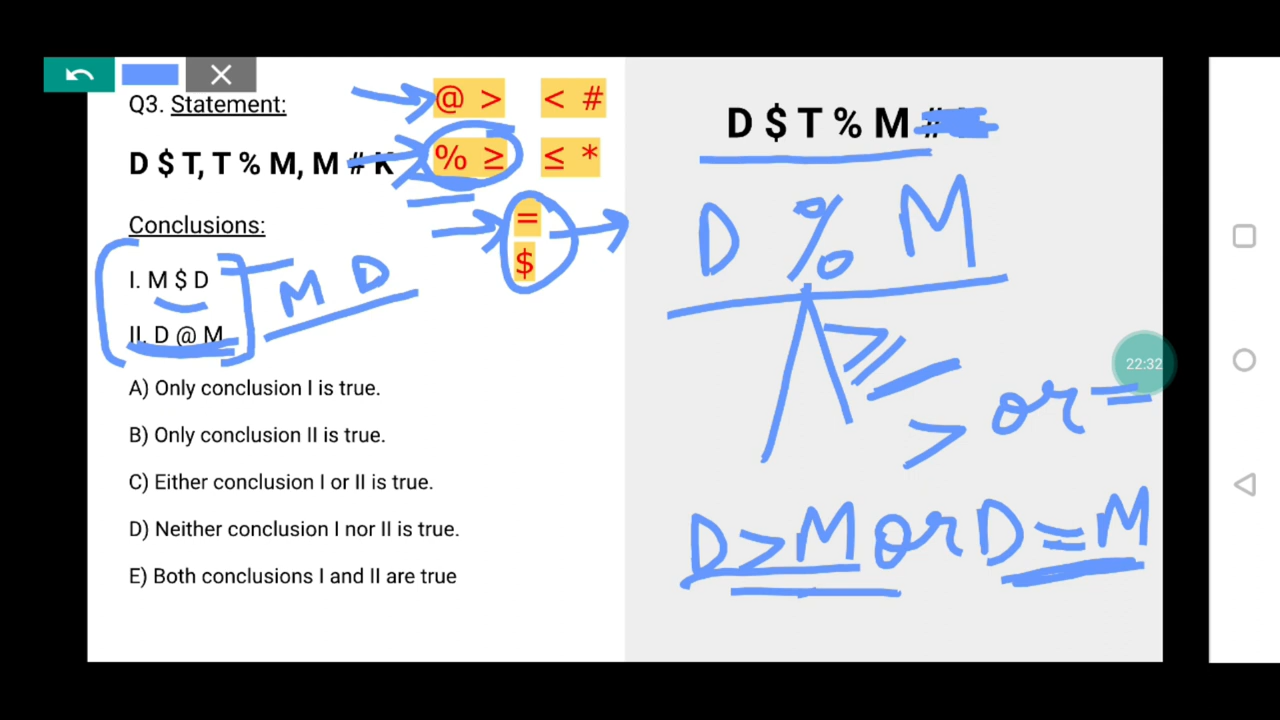 Q3. Statement:
@ >
< #
D $ T, T % M, M # K
% ≥
≤ *
=
$
Conclusions:
I. M $ D
II. D @ M
M D
A) Only conclusion I is true.
B) Only conclusion II is true.
C) Either conclusion I or II is true.
D) Neither conclusion I nor II is true.
E) Both conclusions I and II are true
D $ T % M #
D % M
≥
> or =
D > M or D = M
22:32